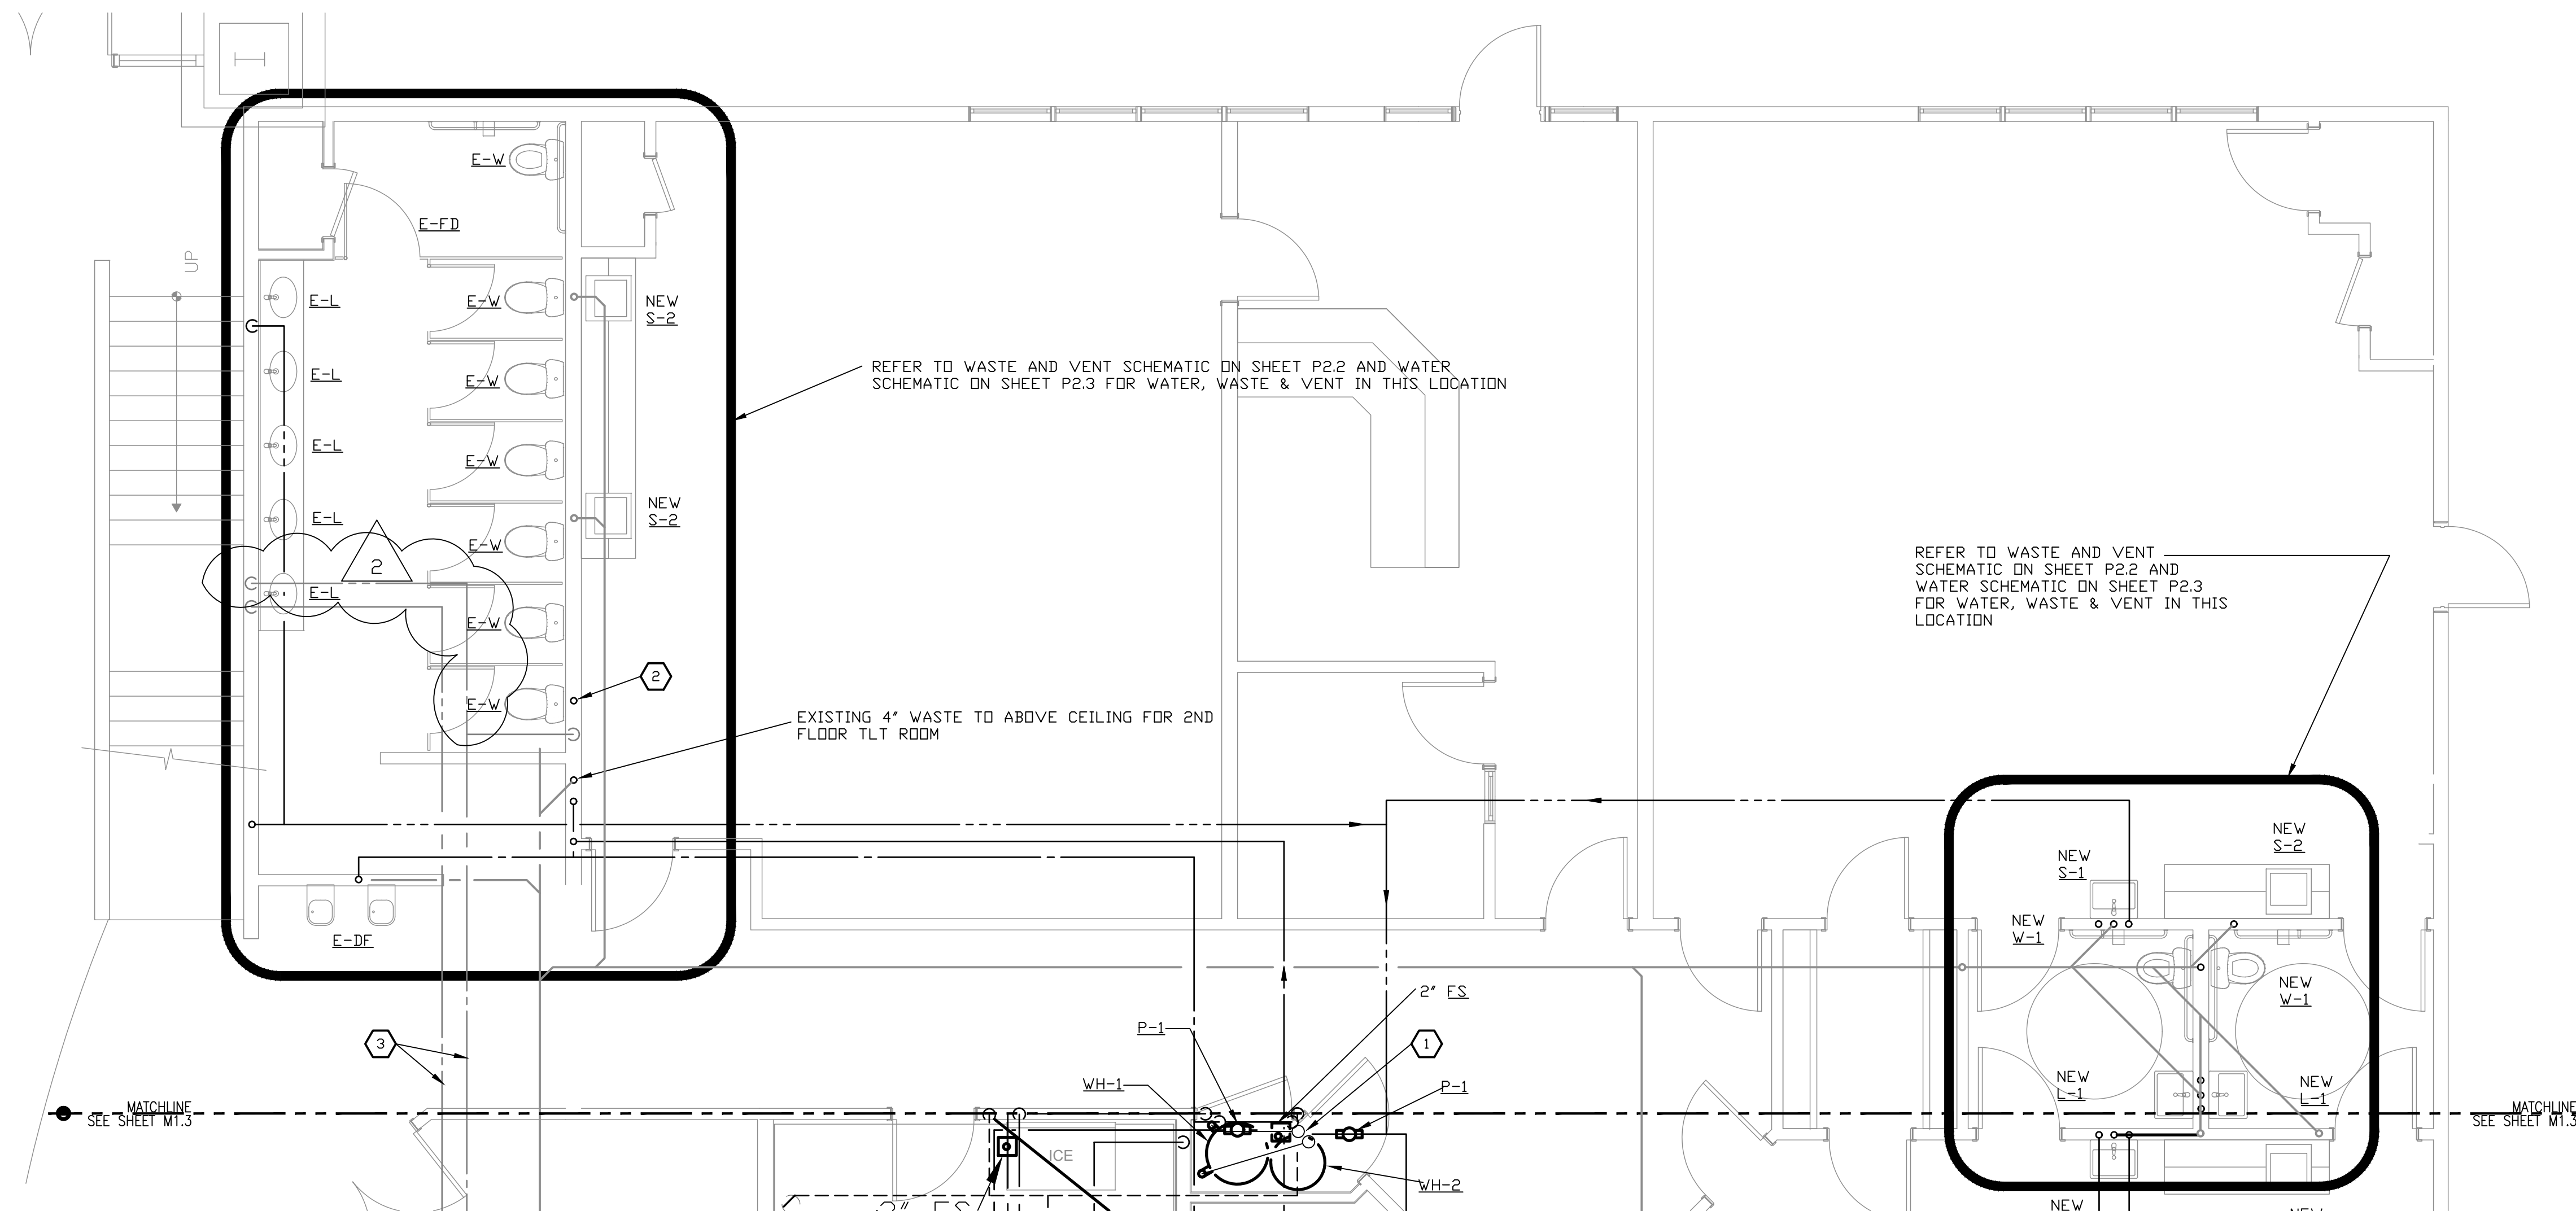 UP
E-W
E-FD
E-L
E-W
NEW
S-2
E-L
E-W
REFER TO WASTE AND VENT SCHEMATIC ON SHEET P2.2 AND WATER
SCHEMATIC ON SHEET P2.3 FOR WATER, WASTE & VENT IN THIS LOCATION
E-L
E-W
E-L
NEW
S-2
E-W
2
E-L
E-W
REFER TO WASTE AND VENT
SCHEMATIC ON SHEET P2.2 AND
WATER SCHEMATIC ON SHEET P2.3
FOR WATER, WASTE & VENT IN THIS
LOCATION
2
E-W
EXISTING 4" WASTE TO ABOVE CEILING FOR 2ND
FLOOR TLT ROOM
E-DF
NEW
S-1
NEW
S-2
NEW
W-1
NEW
W-1
2" FS
P-1
1
3
WH-1
P-1
NEW
L-1
NEW
L-1
MATCHLINE
SEE SHEET M1.3
MATCHLINE
SEE SHEET M1.3
ICE
WH-2
2" FS
NEW